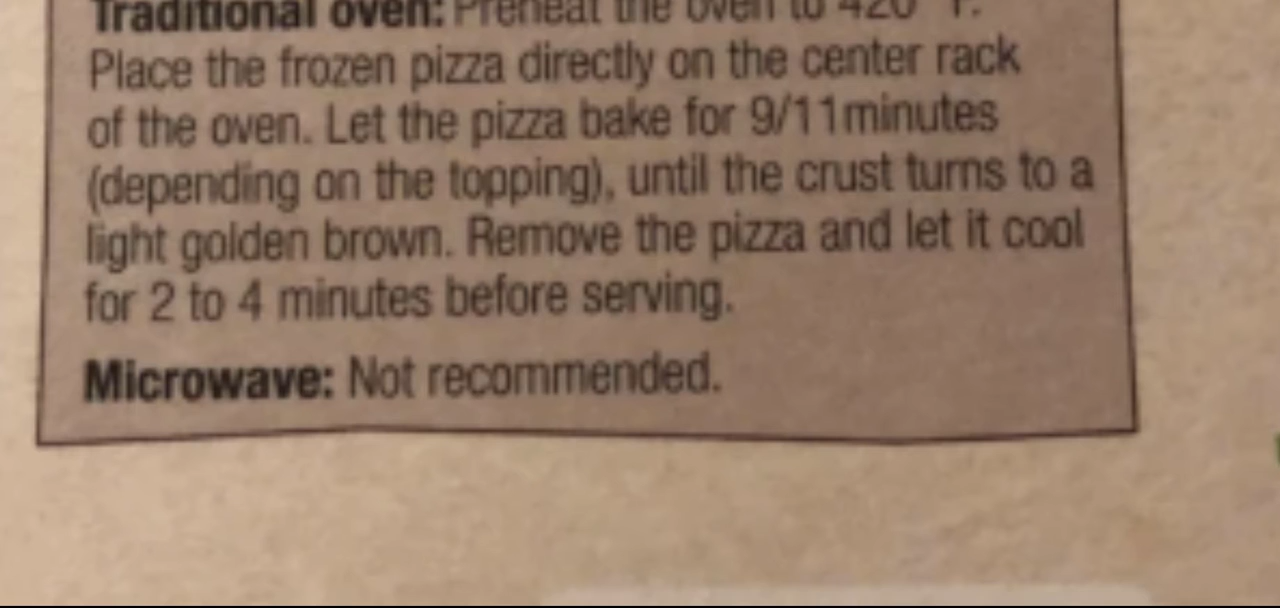 Traditional oven: Preheat the oven to 420° F.
Place the frozen pizza directly on the center rack
of the oven. Let the pizza bake for 9/11minutes
(depending on the topping), until the crust turns to a
light golden brown. Remove the pizza and let it cool
for 2 to 4 minutes before serving.
Microwave: Not recommended.